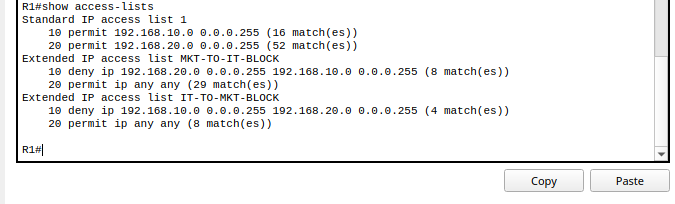 R1#show access-lists
Standard IP access list 1
    10 permit 192.168.10.0 0.0.0.255 (16 match(es))
    20 permit 192.168.20.0 0.0.0.255 (52 match(es))
Extended IP access list MKT-TO-IT-BLOCK
    10 deny ip 192.168.20.0 0.0.0.255 192.168.10.0 0.0.0.255 (8 match(es))
    20 permit ip any any (29 match(es))
Extended IP access list IT-TO-MKT-BLOCK
    10 deny ip 192.168.10.0 0.0.0.255 192.168.20.0 0.0.0.255 (4 match(es))
    20 permit ip any any (8 match(es))
R1#
Copy
Paste